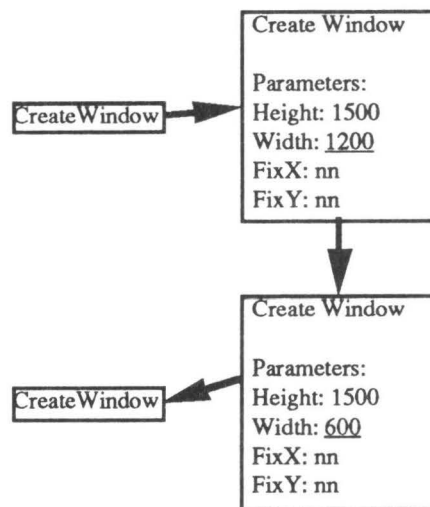 Create Window
Parameters:
Height: 1500
Width: 1200
FixX: nn
FixY: nn
CreateWindow
Create Window
Parameters:
Height: 1500
Width: 600
FixX: nn
FixY: nn
CreateWindow